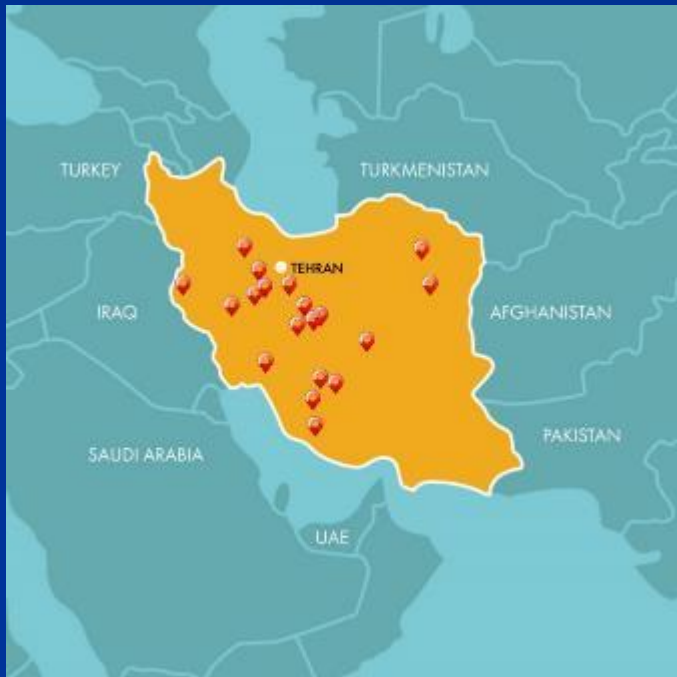 TURKEY
TURKMENISTAN
TEHRAN
IRAQ
AFGHANISTAN
SAUDI ARABIA
PAKISTAN
UAE